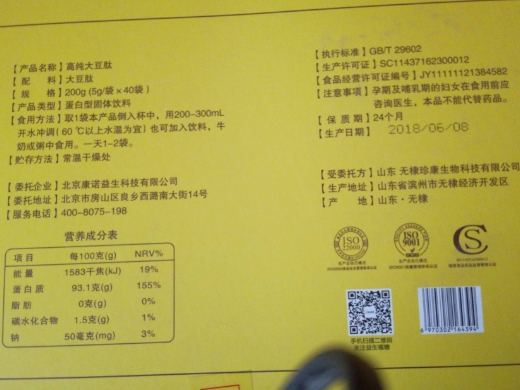 【产品名称】高纯大豆肽
【配 料】大豆肽
【规 格】200g (5g/袋×40袋)
【产品类型】蛋白型固体饮料
【食用方法】取1袋本产品倒入杯中，用200-300mL
开水冲调 (60 ℃以上水温为宜) 也可加入饮料，牛
奶或粥中食用。一天1~2袋。
【贮存方法】常温干燥处
【委托企业】北京康诺益生科技有限公司
【委托地址】北京市房山区良乡西潞南大街14号
【服务电话】400-8075-198
营养成分表
项目 每100克(g) NRV%
能量 1583千焦(kJ) 19%
蛋白质 93.1克(g) 155%
脂肪 0克(g) 0%
碳水化合物 1.5克(g) 1%
钠 50毫克(mg) 3%
【执行标准】GB/T 29602
【生产许可证】SC11437162300012
【食品经营许可证编号】JY11111121384582
【注意事项】孕期及哺乳期的妇女在食用前应
咨询医生，本品不能代替药品。
【保 质 期】24个月
【生产日期】2018/06/08
【受委托方】山东 无棣珍康生物科技有限公司
【生产地址】山东省滨州市无棣经济开发区
【产 地】山东·无棣
ISO
22000
ISO
9001
CS
手机扫描二维码
关注益生蜜糖
6970302164394